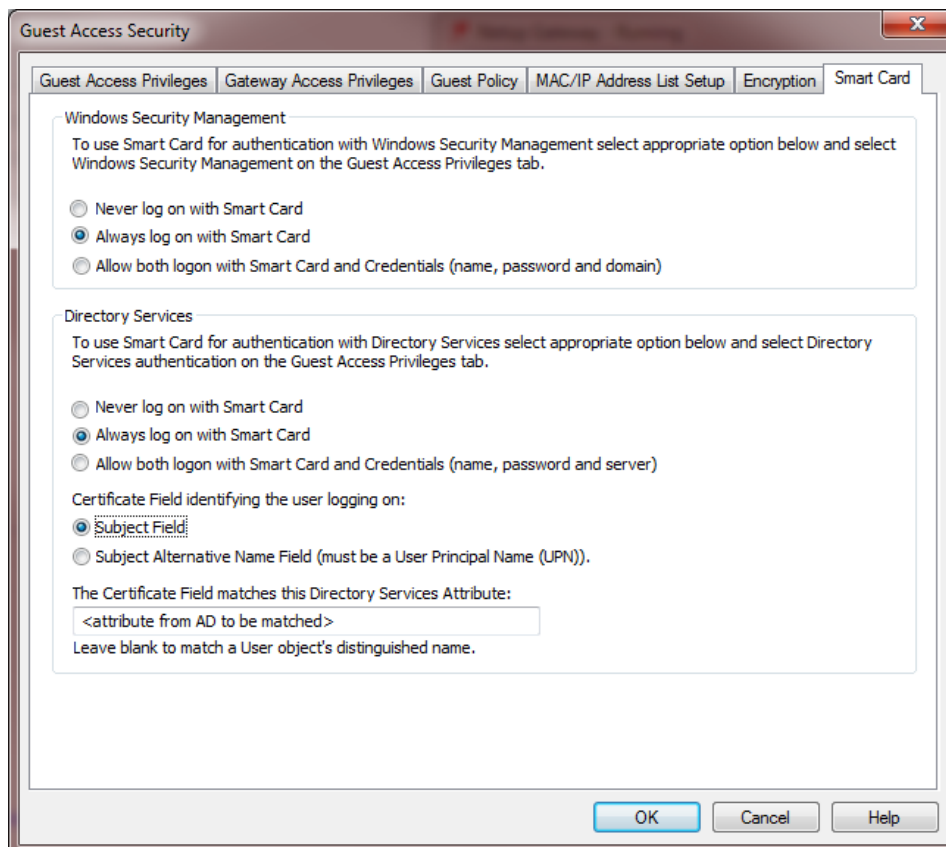 Guest Access Security
Guest Access Privileges
Gateway Access Privileges
Guest Policy
MAC/IP Address List Setup
Encryption
Smart Card
Windows Security Management
To use Smart Card for authentication with Windows Security Management select appropriate option below and select
Windows Security Management on the Guest Access Privileges tab.
Never log on with Smart Card
Always log on with Smart Card
Allow both logon with Smart Card and Credentials (name, password and domain)
Directory Services
To use Smart Card for authentication with Directory Services select appropriate option below and select Directory
Services authentication on the Guest Access Privileges tab.
Never log on with Smart Card
Always log on with Smart Card
Allow both logon with Smart Card and Credentials (name, password and server)
Certificate Field identifying the user logging on:
Subject Field
Subject Alternative Name Field (must be a User Principal Name (UPN)).
The Certificate Field matches this Directory Services Attribute:
<attribute from AD to be matched>
Leave blank to match a User object's distinguished name.
OK
Cancel
Help